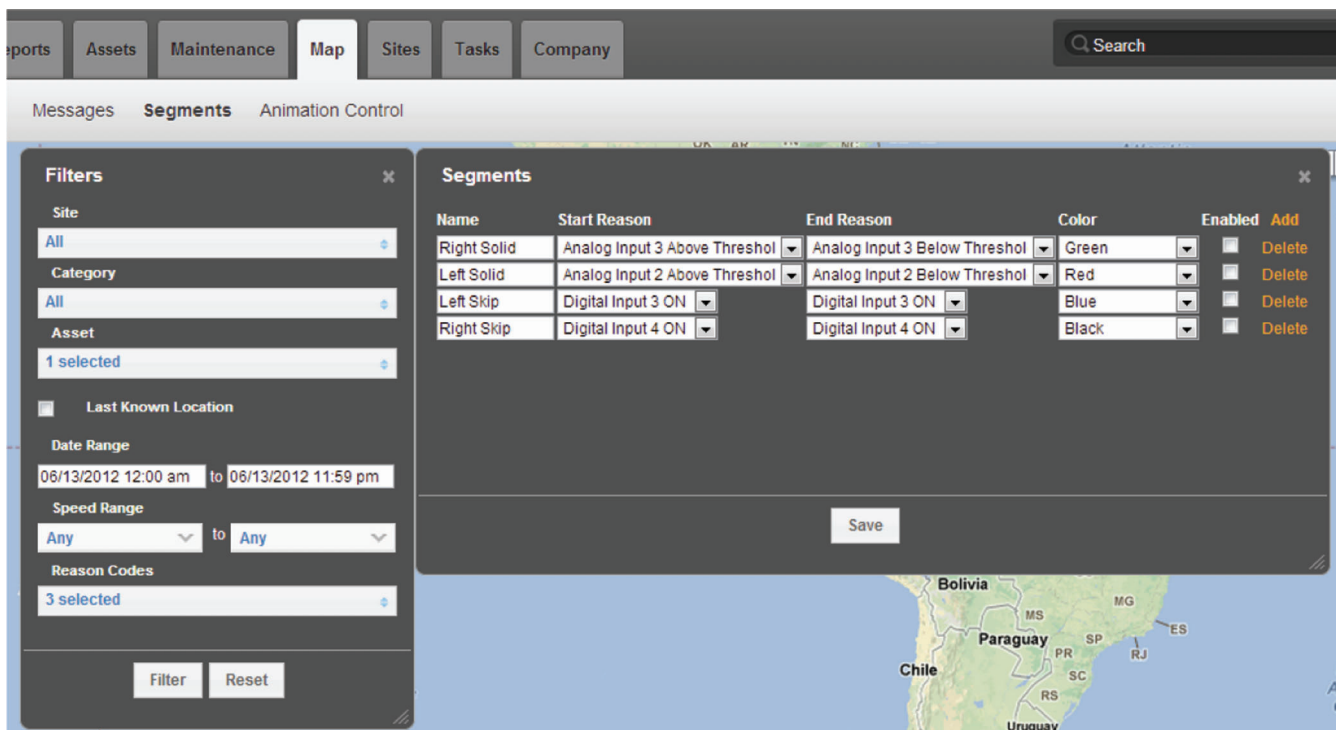 eports Assets Maintenance Map Sites Tasks Company Search
Messages Segments Animation Control
Filters
Site
All
Category
All
Asset
1 selected
Last Known Location
Date Range
06/13/2012 12:00 am to 06/13/2012 11:59 pm
Speed Range
Any to Any
Reason Codes
3 selected
Filter Reset
Segments
Name Start Reason End Reason Color Enabled Add
Right Solid Analog Input 3 Above Threshol Analog Input 3 Below Threshol Green Delete
Left Solid Analog Input 2 Above Threshol Analog Input 2 Below Threshol Red Delete
Left Skip Digital Input 3 ON Digital Input 3 ON Blue Delete
Right Skip Digital Input 4 ON Digital Input 4 ON Black Delete
Save
Bolivia
MG
MS
ES
Paraguay SP
PR RJ
Chile
SC
RS
Uruguay